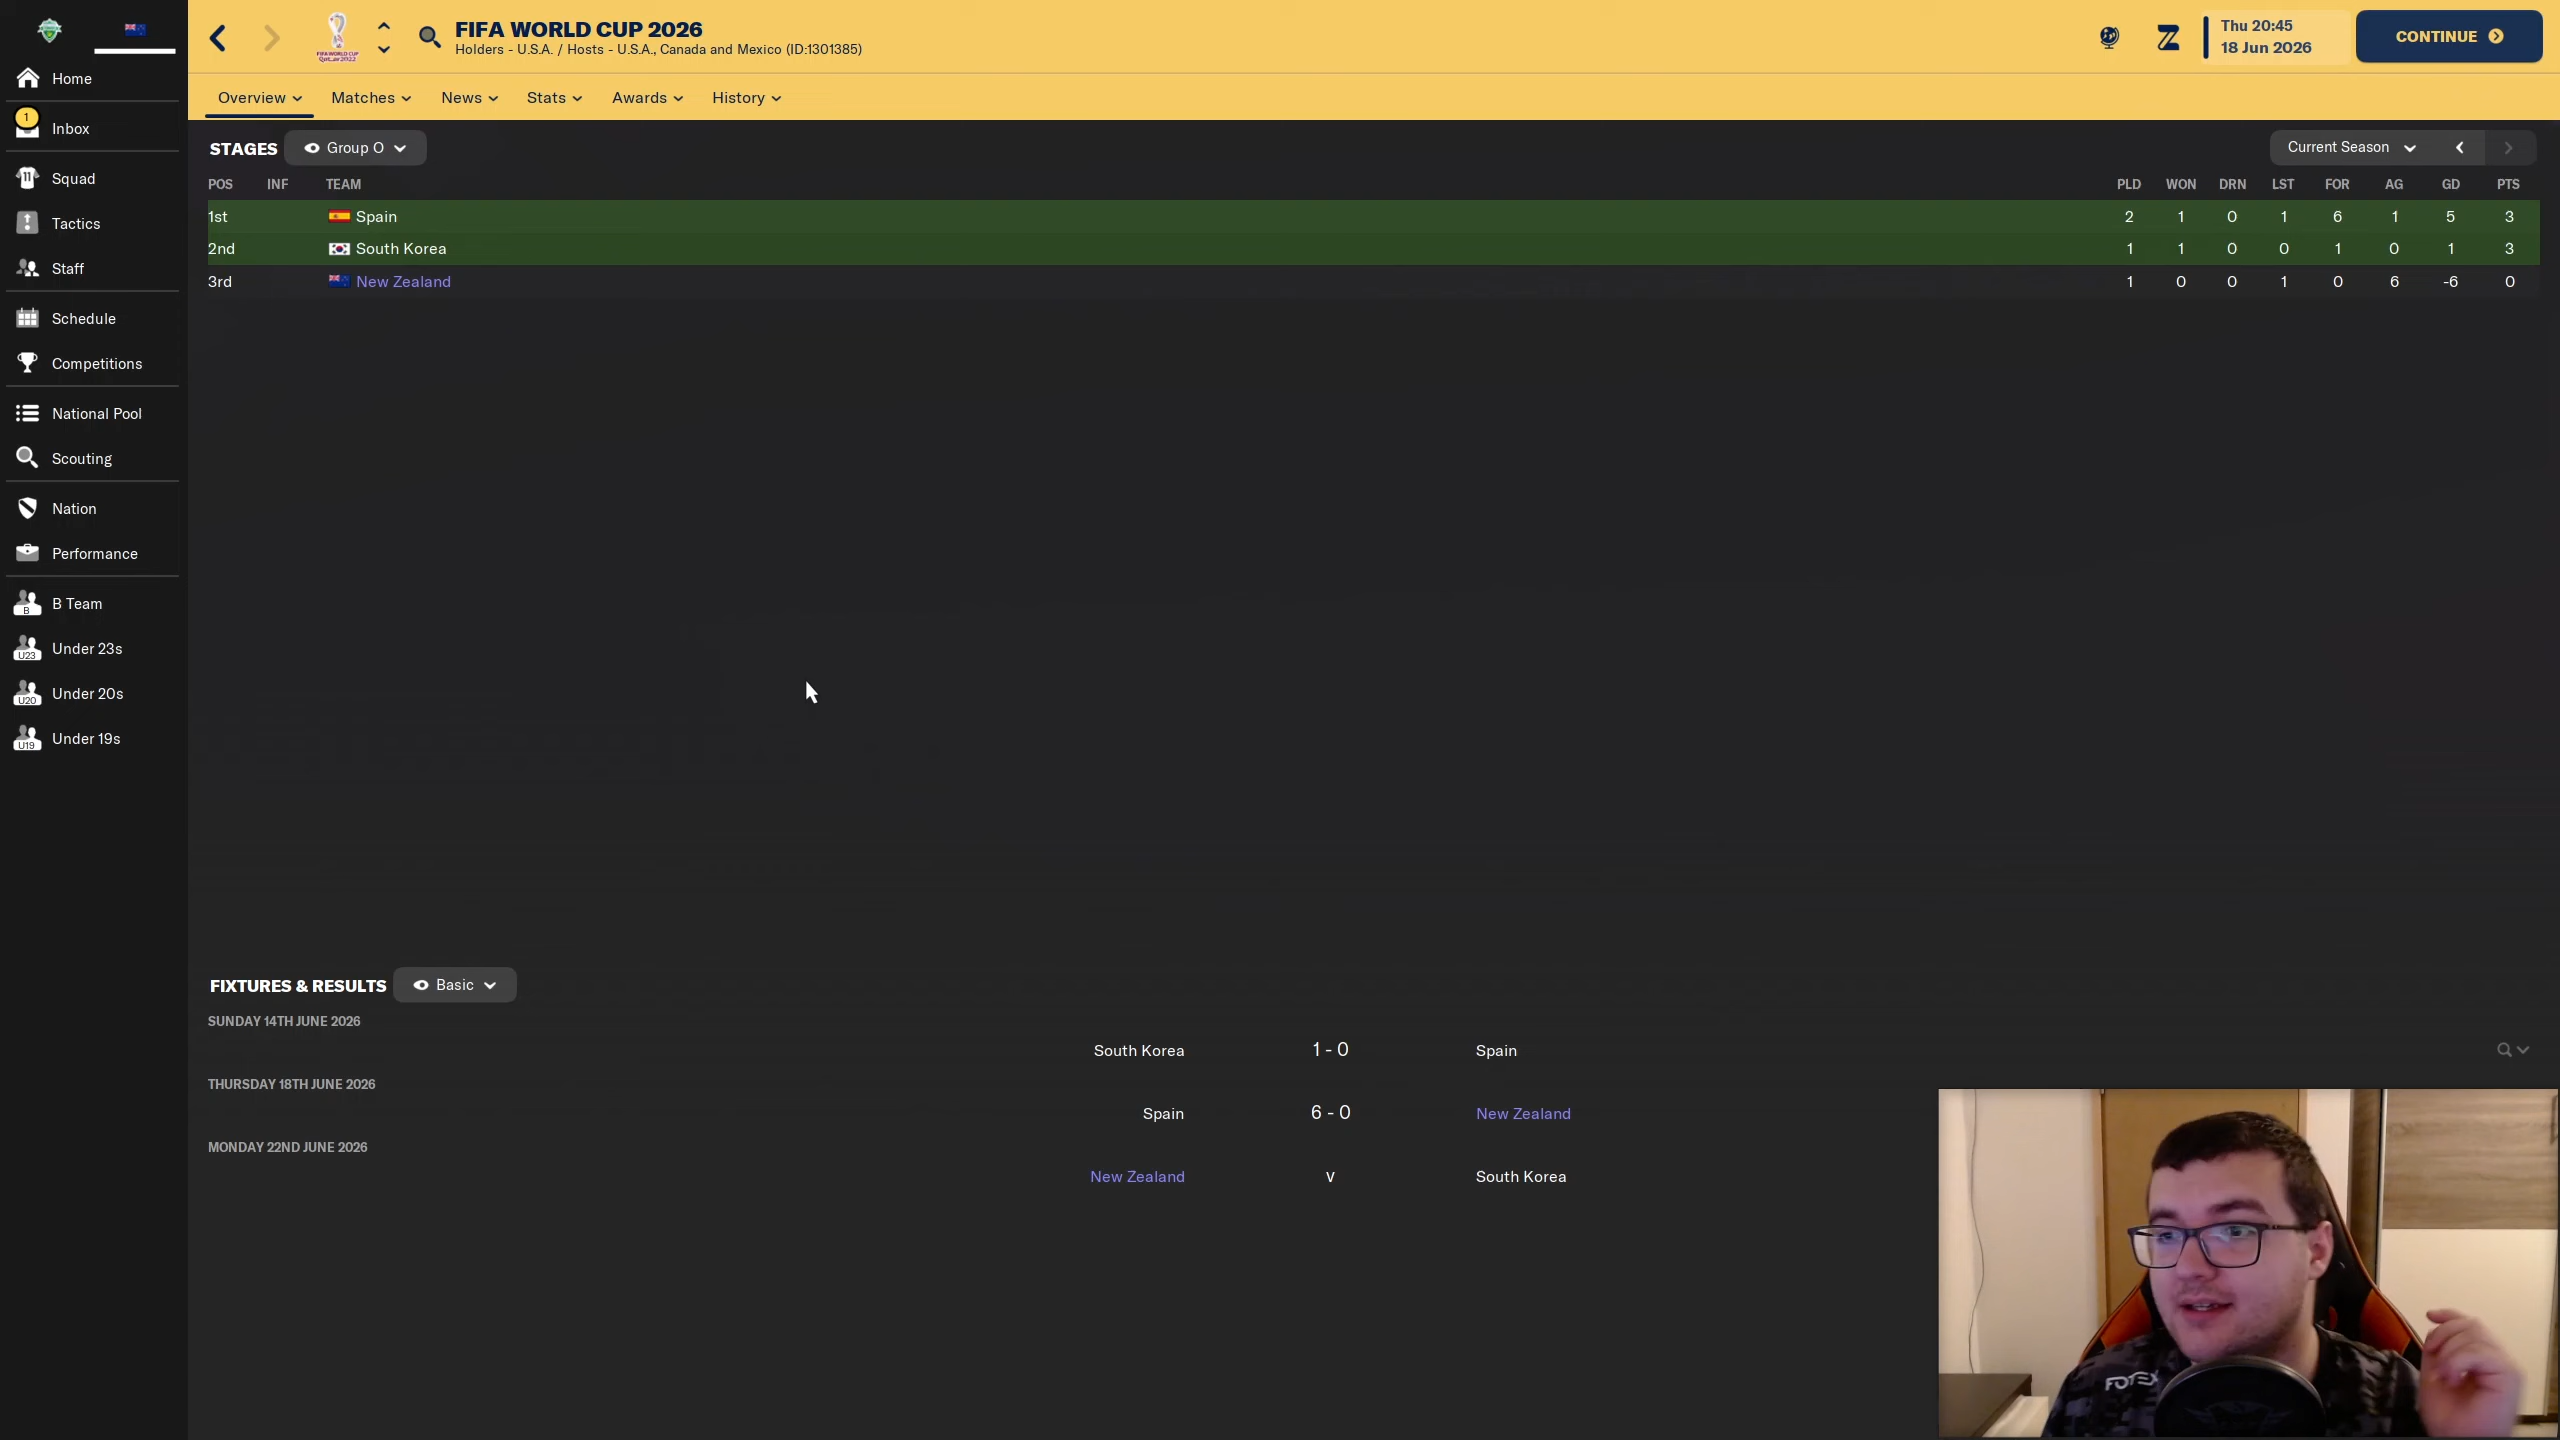 FIFA WORLD CUP 2026
Holders - U.S.A. / Hosts - U.S.A., Canada and Mexico (ID:1301385)
Thu 20:45
18 Jun 2026
CONTINUE
Overview Matches News Stats Awards History
Home
1
Inbox
Squad
Tactics
Staff
Schedule
Competitions
National Pool
Scouting
Nation
Performance
B Team
U23 Under 23s
U20 Under 20s
U19 Under 19s
STAGES Group O Current Season
POS INF TEAM PLD WON DRN LST FOR AG GD PTS
1st Spain 2 1 0 1 6 1 5 3
2nd South Korea 1 1 0 0 1 0 1 3
3rd New Zealand 1 0 0 1 0 6 -6 0
FIXTURES & RESULTS Basic
SUNDAY 14TH JUNE 2026
South Korea 1 - 0 Spain
THURSDAY 18TH JUNE 2026
Spain 6 - 0 New Zealand
MONDAY 22ND JUNE 2026
New Zealand v South Korea